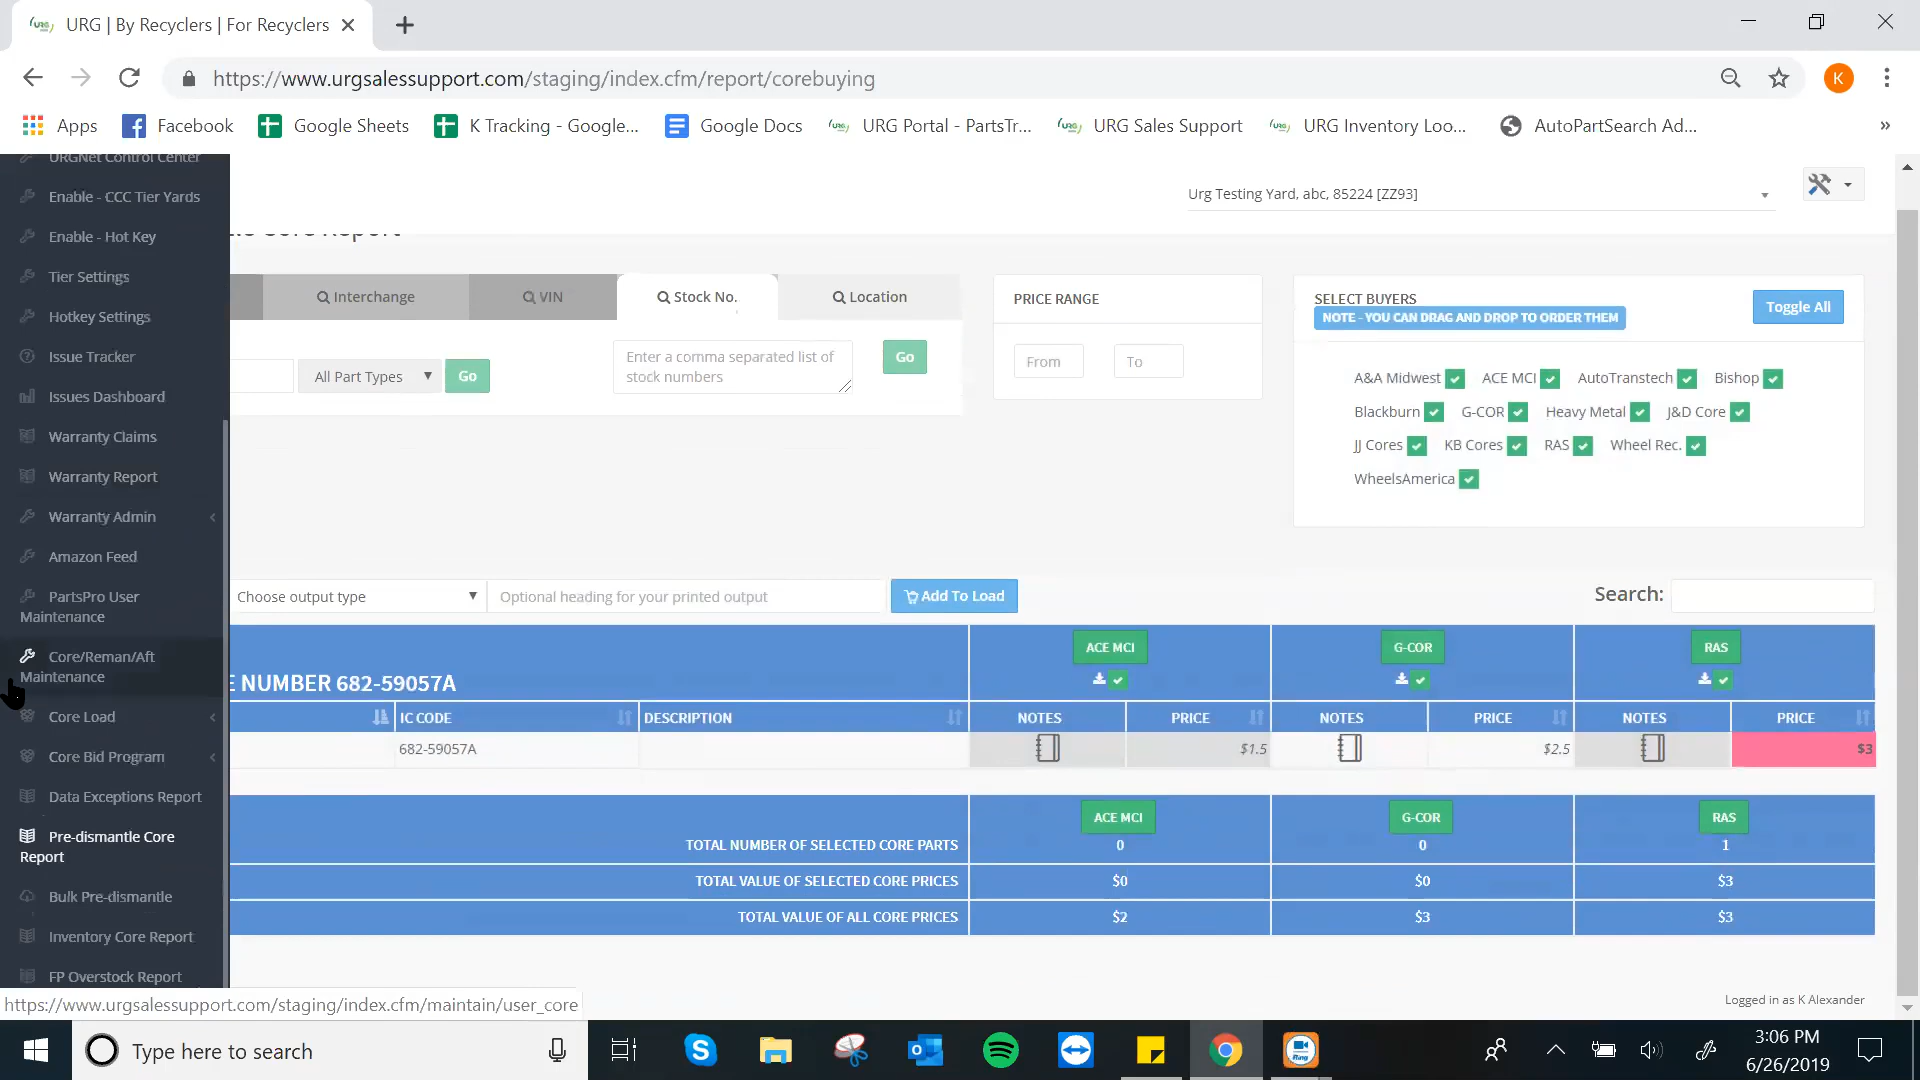 URG | By Recyclers | For Recyclers
https://www.urgsalessupport.com/staging/index.cfm/report/corebuying
K
Apps
Facebook
Google Sheets
K Tracking - Google...
Google Docs
URG Portal - PartsTr...
URG Sales Support
URG Inventory Loo...
AutoPartSearch Ad...
»
URGNet Control Center
Enable - CCC Tier Yards
Enable - Hot Key
Tier Settings
Hotkey Settings
Issue Tracker
Issues Dashboard
Warranty Claims
Warranty Report
Warranty Admin
Amazon Feed
PartsPro User
Maintenance
Core/Reman/Aft
Maintenance
Core Load
Core Bid Program
Data Exceptions Report
Pre-dismantle Core
Report
Bulk Pre-dismantle
Inventory Core Report
FP Overstock Report
https://www.urgsalessupport.com/staging/index.cfm/maintain/user_core
Urg Testing Yard, abc, 85224 [ZZ93]
Core Report
Interchange
VIN
Stock No.
Location
All Part Types
Go
Enter a comma separated list of
stock numbers
Go
PRICE RANGE
From
To
SELECT BUYERS
NOTE - YOU CAN DRAG AND DROP TO ORDER THEM
Toggle All
A&A Midwest ACE MCI AutoTranstech Bishop
Blackburn G-COR Heavy Metal J&D Core
JJ Cores KB Cores RAS Wheel Rec.
WheelsAmerica
Choose output type
Optional heading for your printed output
Add To Load
Search:
E NUMBER 682-59057A
ACE MCI
G-COR
RAS
IC CODE
DESCRIPTION
NOTES
PRICE
NOTES
PRICE
NOTES
PRICE
682-59057A
$1.5
$2.5
$3
ACE MCI
G-COR
RAS
TOTAL NUMBER OF SELECTED CORE PARTS 0 0 1
TOTAL VALUE OF SELECTED CORE PRICES $0 $0 $3
TOTAL VALUE OF ALL CORE PRICES $2 $3 $3
Logged in as K Alexander
Type here to search
Ring
3:06 PM
6/26/2019